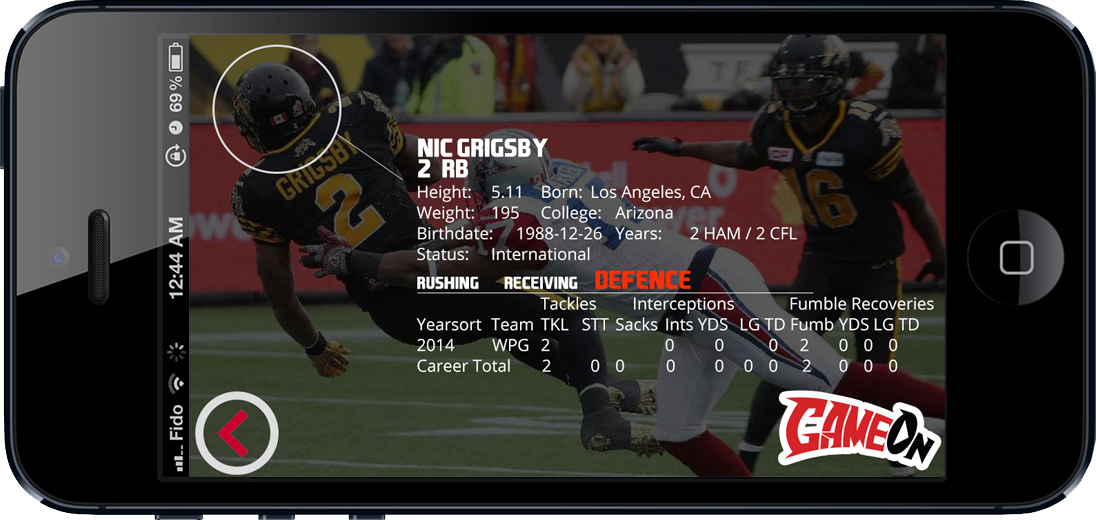 69 %
12:44 AM
Fido
GRIGSBY
2
16
NIC GRIGSBY
2 RB
Height: 5.11 Born: Los Angeles, CA
Weight: 195 College: Arizona
Birthdate: 1988-12-26 Years: 2 HAM / 2 CFL
Status: International
RUSHING RECEIVING DEFENCE
Tackles Interceptions Fumble Recoveries
Yearsort Team TKL STT Sacks Ints YDS LG TD Fumb YDS LG TD
2014 WPG 2 0 0 0 2 0 0 0
Career Total 2 0 0 0 0 0 0 2 0 0 0
GAMEON